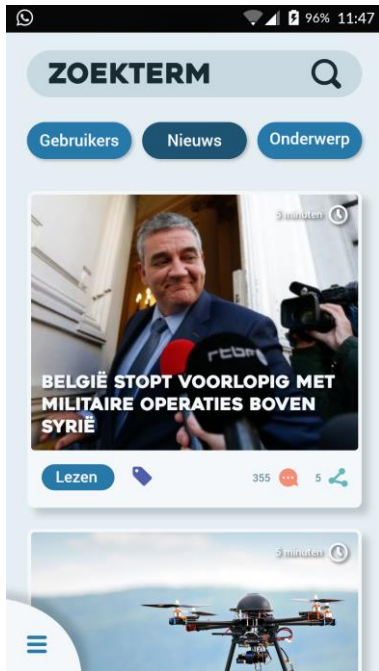 96% 11:47
ZOEKTERM
Gebruikers Nieuws Onderwerp
5 minuten
rtbf
BELGIË STOPT VOORLOPIG MET
MILITAIRE OPERATIES BOVEN
SYRIË
Lezen 355 5
5 minuten